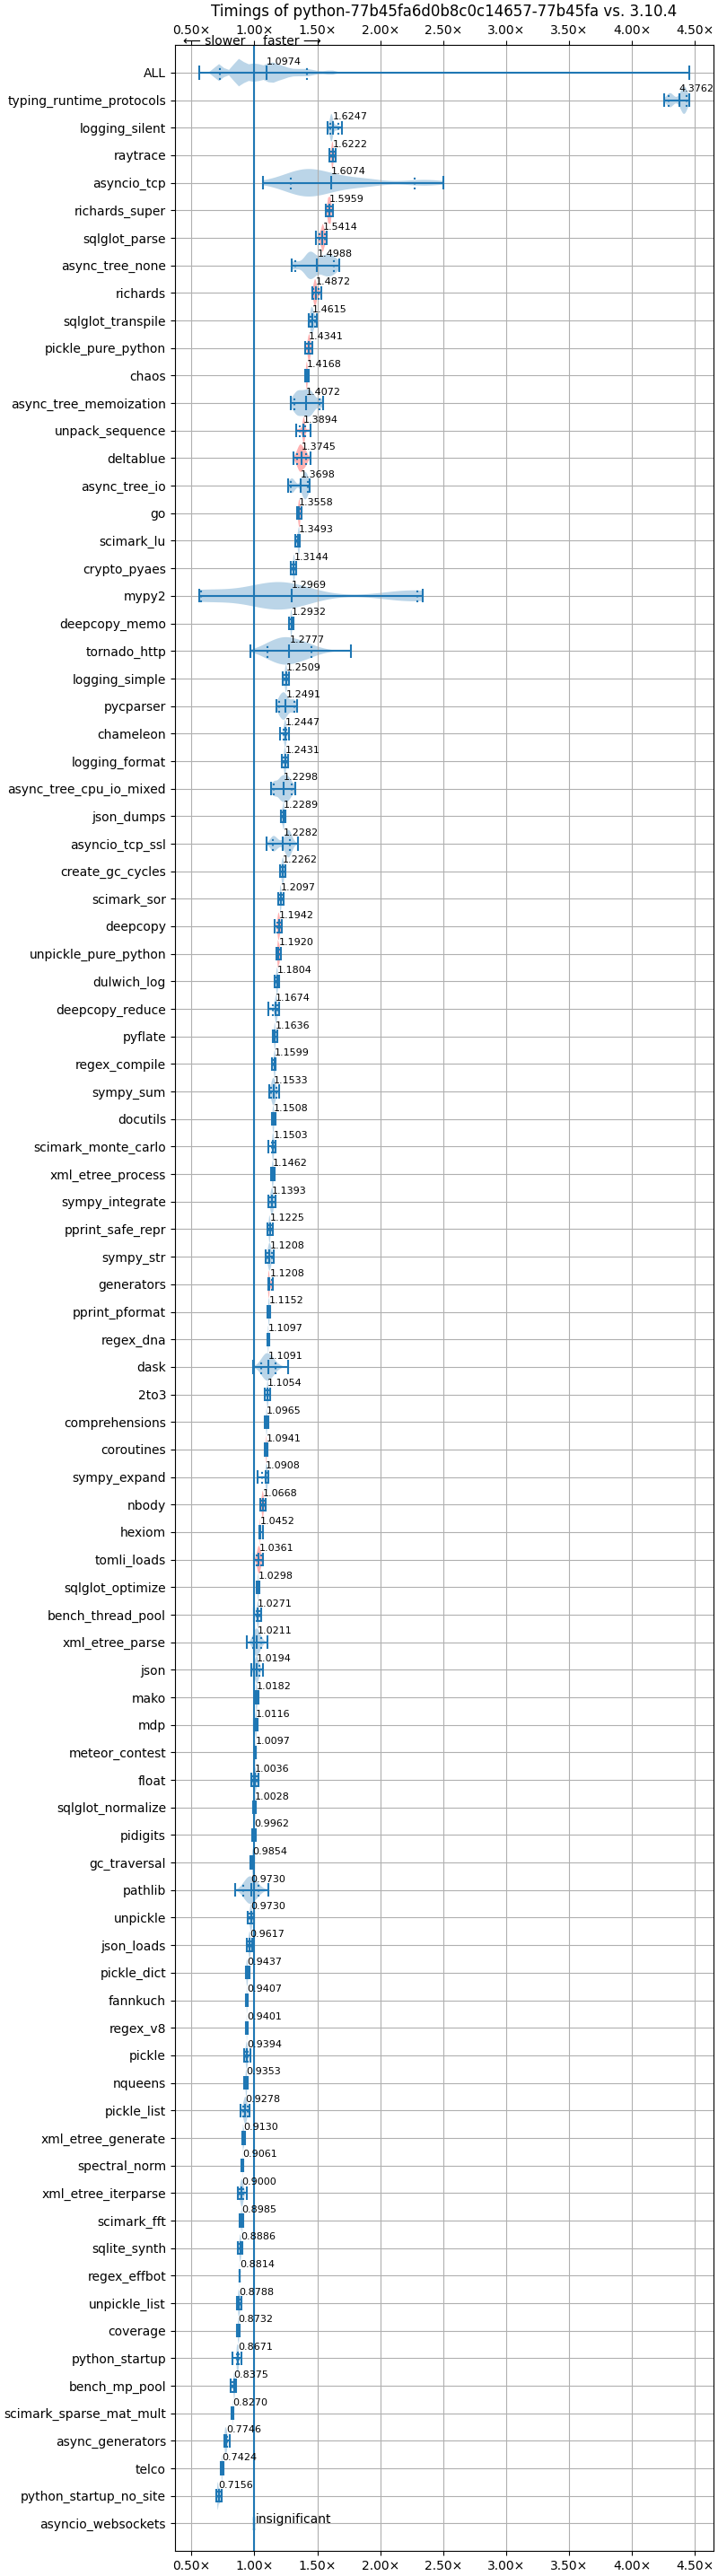 Timings of python-77b45fa6d0b8c0c14657-77b45fa vs. 3.10.4
0.50× 1.00× 1.50× 2.00× 2.50× 3.00× 3.50× 4.00× 4.50×
⟵ slower faster ⟶
ALL 1.0974
typing_runtime_protocols 4.3762
logging_silent 1.6247
raytrace 1.6222
asyncio_tcp 1.6074
richards_super 1.5959
sqlglot_parse 1.5414
async_tree_none 1.4988
richards 1.4872
sqlglot_transpile 1.4615
pickle_pure_python 1.4341
chaos 1.4168
async_tree_memoization 1.4072
unpack_sequence 1.3894
deltablue 1.3745
async_tree_io 1.3698
go 1.3558
scimark_lu 1.3493
crypto_pyaes 1.3144
mypy2 1.2969
deepcopy_memo 1.2932
tornado_http 1.2777
logging_simple 1.2509
pycparser 1.2491
chameleon 1.2447
logging_format 1.2431
async_tree_cpu_io_mixed 1.2298
json_dumps 1.2289
asyncio_tcp_ssl 1.2282
create_gc_cycles 1.2262
scimark_sor 1.2097
deepcopy 1.1942
unpickle_pure_python 1.1920
dulwich_log 1.1804
deepcopy_reduce 1.1674
pyflate 1.1636
regex_compile 1.1599
sympy_sum 1.1533
docutils 1.1508
scimark_monte_carlo 1.1503
xml_etree_process 1.1462
sympy_integrate 1.1393
pprint_safe_repr 1.1225
sympy_str 1.1208
generators 1.1208
pprint_pformat 1.1152
regex_dna 1.1097
dask 1.1091
2to3 1.1054
comprehensions 1.0965
coroutines 1.0941
sympy_expand 1.0908
nbody 1.0668
hexiom 1.0452
tomli_loads 1.0361
sqlglot_optimize 1.0298
bench_thread_pool 1.0271
xml_etree_parse 1.0211
json 1.0194
mako 1.0182
mdp 1.0116
meteor_contest 1.0097
float 1.0036
sqlglot_normalize 1.0028
pidigits 0.9962
gc_traversal 0.9854
pathlib 0.9730
unpickle 0.9730
json_loads 0.9617
pickle_dict 0.9437
fannkuch 0.9407
regex_v8 0.9401
pickle 0.9394
nqueens 0.9353
pickle_list 0.9278
xml_etree_generate 0.9130
spectral_norm 0.9061
xml_etree_iterparse 0.9000
scimark_fft 0.8985
sqlite_synth 0.8886
regex_effbot 0.8814
unpickle_list 0.8788
coverage 0.8732
python_startup 0.8671
bench_mp_pool 0.8375
scimark_sparse_mat_mult 0.8270
async_generators 0.7746
telco 0.7424
python_startup_no_site 0.7156
asyncio_websockets insignificant
0.50× 1.00× 1.50× 2.00× 2.50× 3.00× 3.50× 4.00× 4.50×